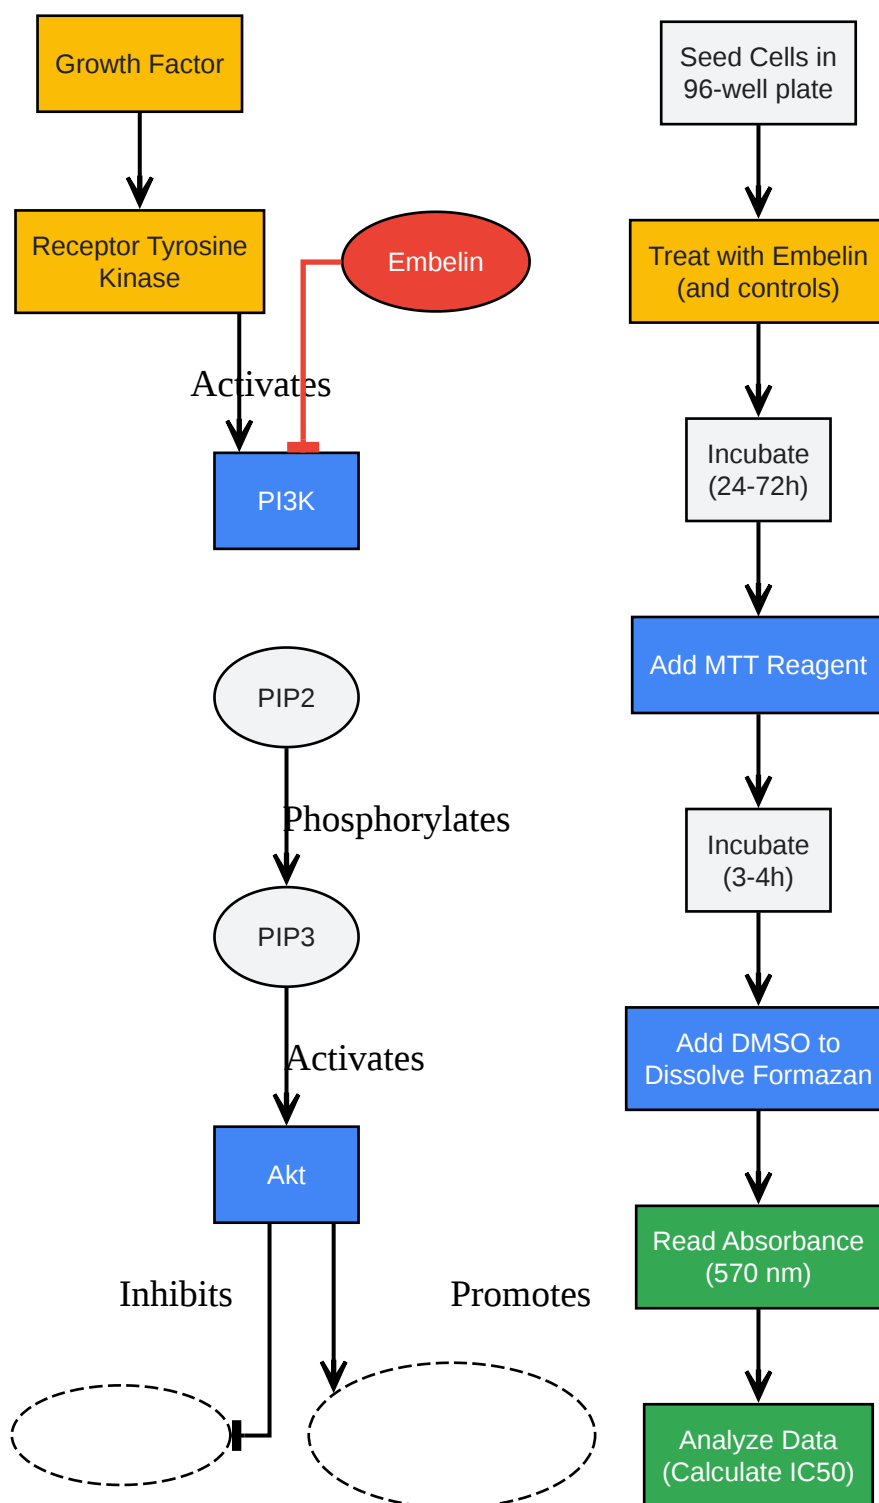 Growth Factor
Receptor Tyrosine
Kinase
Embelin
Activates
PI3K
PIP2
Phosphorylates
PIP3
Activates
Akt
Inhibits
Promotes
Seed Cells in
96-well plate
Treat with Embelin
(and controls)
Incubate
(24-72h)
Add MTT Reagent
Incubate
(3-4h)
Add DMSO to
Dissolve Formazan
Read Absorbance
(570 nm)
Analyze Data
(Calculate IC50)